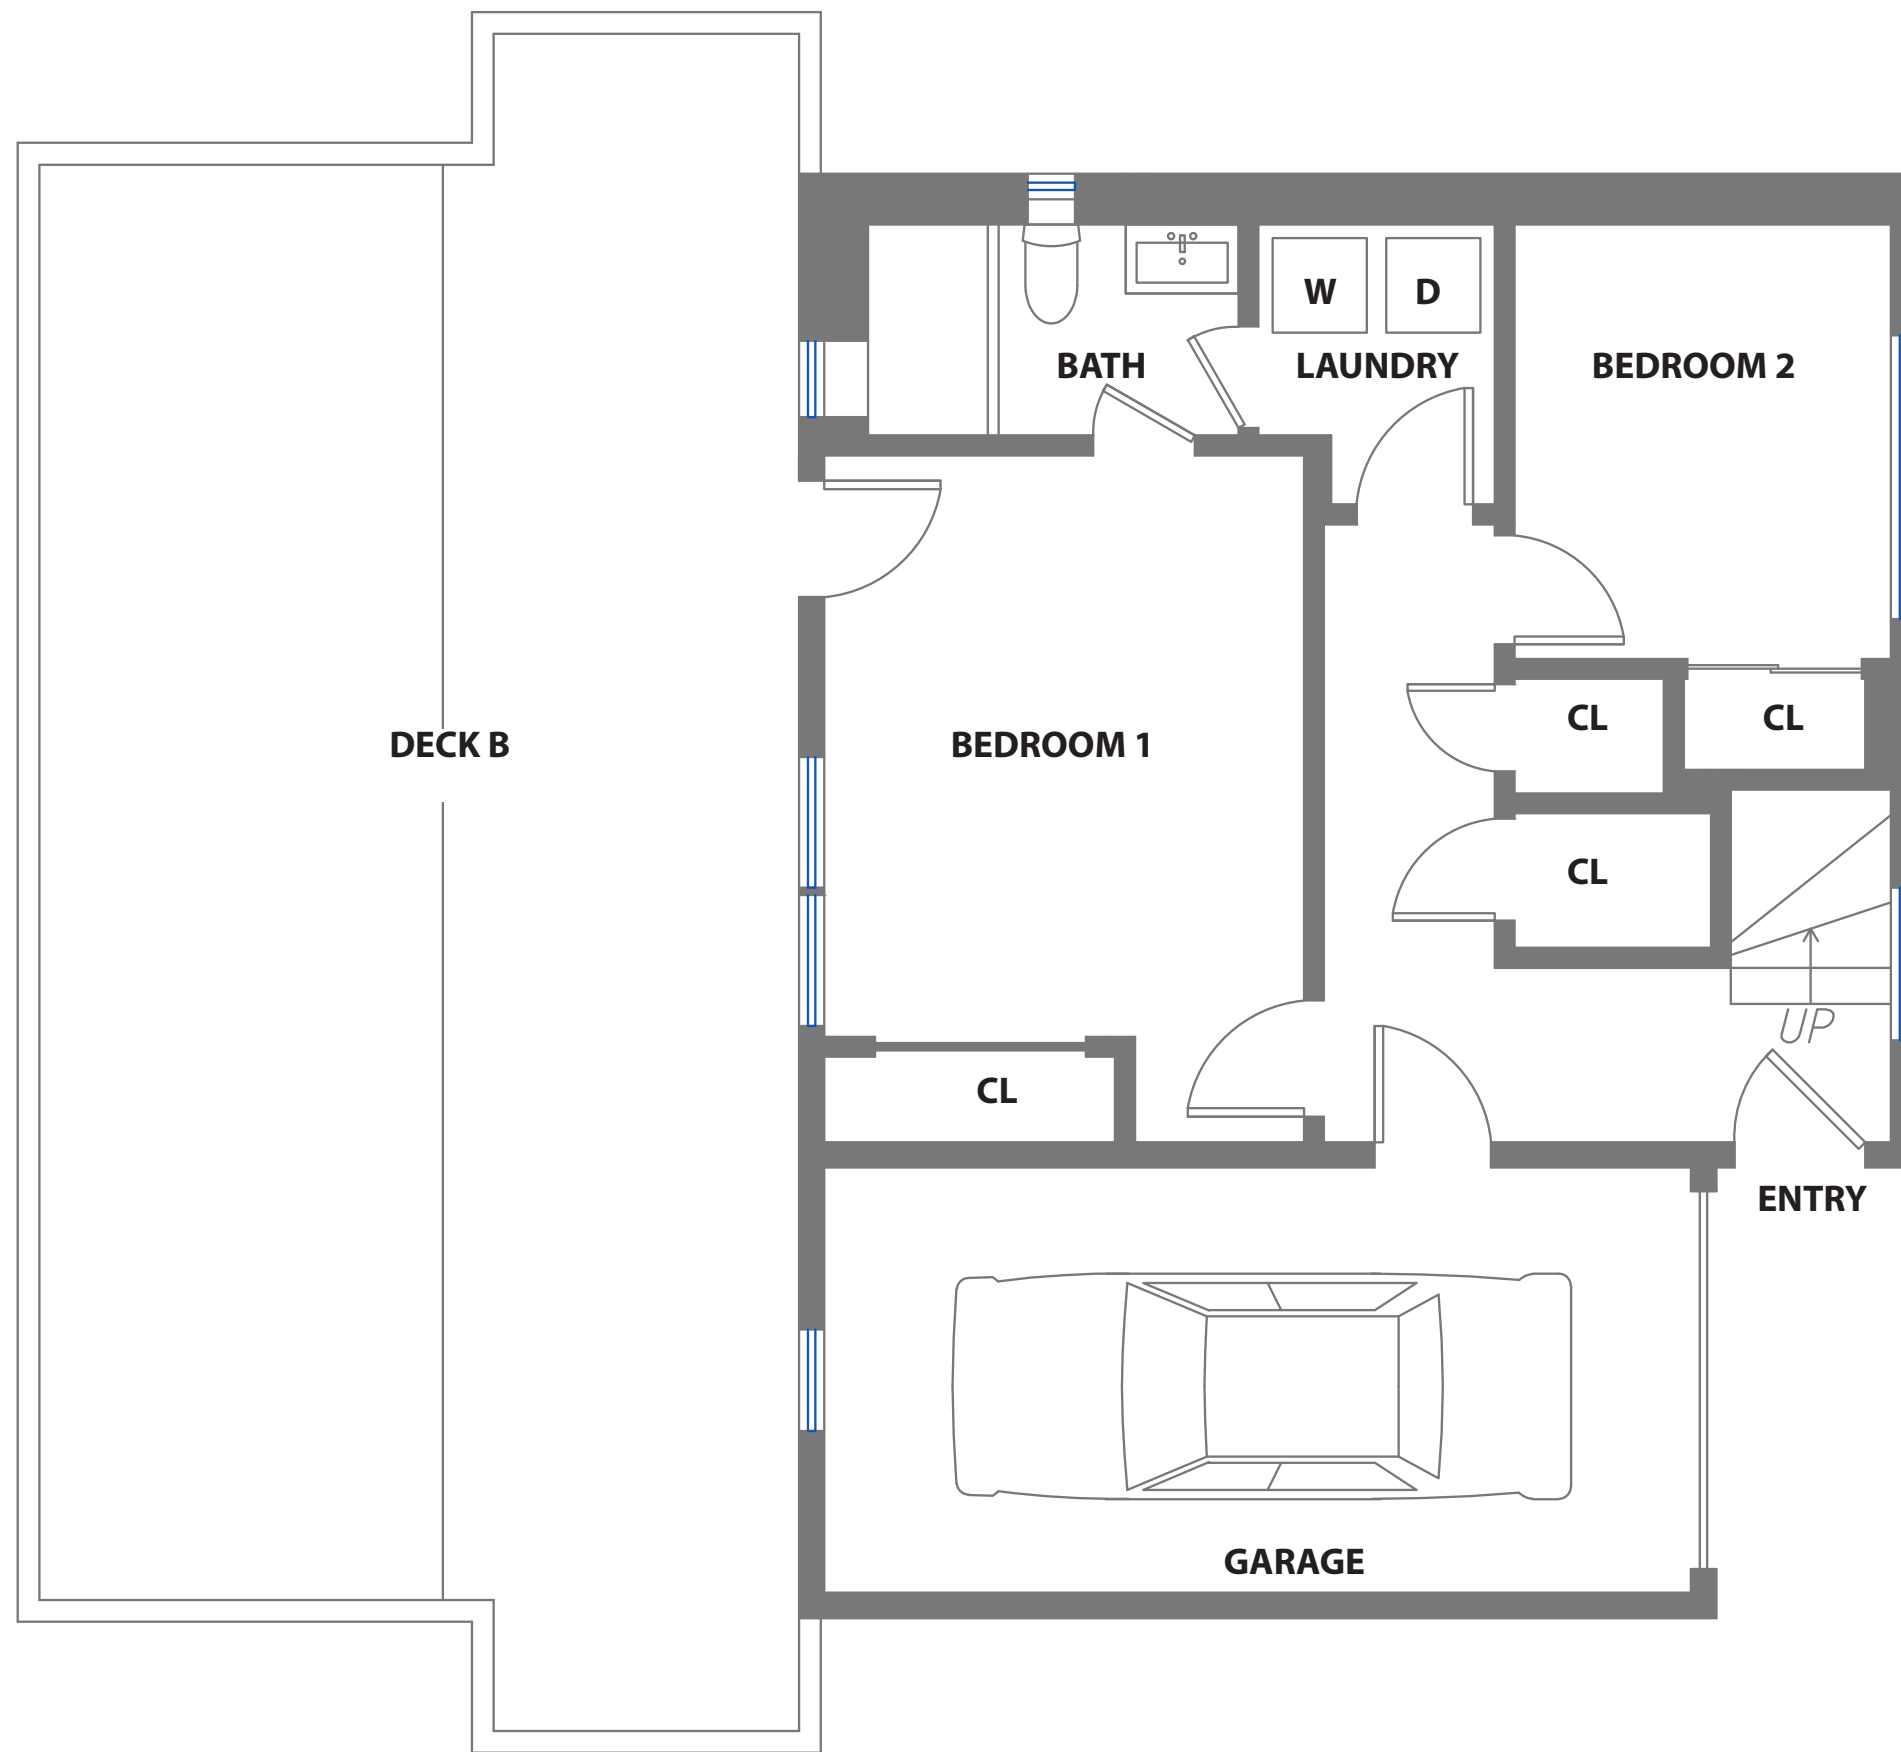 W
D
BATH
LAUNDRY
BEDROOM 2
CL
CL
DECK B
BEDROOM 1
CL
UP
CL
ENTRY
GARAGE